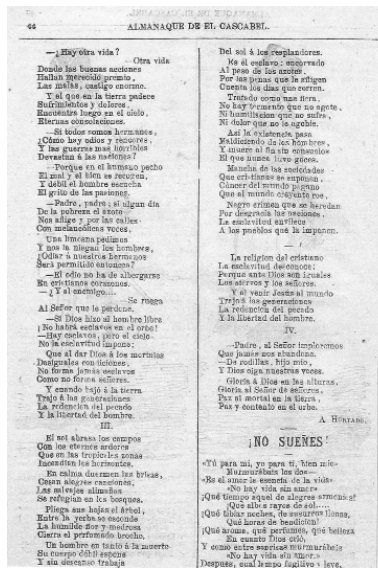 44
ALMANAQUE DE EL CASCABEL.
—¿Hay otra vida?
—Otra vida
Donde las buenas acciones
Hallan merecido premio,
Las malas, castigo enorme.
Y el que en la tierra padece
Sufrimientos y dolores,
Encuentra luego en el cielo,
Eternas consolaciones.
—Si todos somos hermanos,
¿Cómo hay odios y rencores,
Y las guerras mas horribles
Devastan á las naciones?
—Porque en el humano pecho
El mal y el bien se recurren,
Y débil el hombre escucha
El grito de las pasiones.
—Padre, padre; si algun dia
De la pobreza el azote
Nos aflige y por las calles
Con melancólicas voces,
Una limosna pedimos
Y nos la niegan los hombres,
¿Odiar á nuestros hermanos
Será permitido entonces?
—El odio no ha de albergarse
En cristianos corazones.
—¿Y al enemigo....
Se ruega
Al Señor que le perdone.
—Si Dios hizo al hombre libre
¡No habrá esclavos en el orbe!
—Hay esclavos, pero el cielo
No la esclavitud impone;
Que al dar Dios á los mortales
Desiguales condiciones,
No forma jamás esclavos
Como no forma señores.
Y cuando bajó á la tierra
Trajo á las generaciones
La redencion del pecado
Y la libertad del hombre.
III.
El sol abrasa los campos
Con los eternos ardores
Que en las tropicales zonas
Incendian los horizontes.
En calma duermen las brisas,
Cesan alegres canciones,
Las salvajes alimañas
Se refugian en los bosques.
Pliega sus hojas el árbol,
Entre la yerba se esconde
La humilde flor y medrosa
Cierra el perfumado broche,
Un hombre en tanto á la muerte
Su cuerpo débil expone
Y sin descanso trabaja
Del sol á los resplandores.
Es el esclavo: encorvado
Al peso de los azotes,
Por las penas que le afligen
Cuenta los dias que corren.
Tratado como una fiera,
No hay tormento que no agote,
Ni humillacion que no sufra,
Ni dolor que no le agobie.
Así la existencia pasa
Maldiciendo de los hombres,
Y muere al fin sin
El que nunca tuvo goces.
Mancha de las sociedades
Que cristianas se suponen,
Cáncer del mundo pagano
Que el mundo creyente roe,
Negro crímen que se heredan
Por desgracia las naciones:
La esclavitud envilece
A los pueblos que la imponen.
La religion del cristiano
La esclavitud desconoce:
Porque ante Dios son iguales
Los siervos y los señores.
Y al venir Jesus al mundo
Trajo á las generaciones
La redencion del pecado
Y la libertad del hombre.
IV.
—Padre, al Señor imploremos
Que jamás nos abandone.
—De rodillas, hijo mio,
Y Dios oiga nuestras voces.
Gloria á Dios en las alturas,
Gloria al Señor de señores,
Paz al mortal en la tierra,
Paz y contento en el orbe.
A. HURTADO.
¡NO SUEÑES!
«Tú para mí, yo para tí, bien mio»
Murmurábais los dos—
«Es el amor la esencia de la vida»
«No hay vida sin amor»
¡Qué tiempo aquel de alegres armonías!
¡Qué albos rayos de sol.....
¡Qué tibias noches, de susurros llenas,
Qué horas de bendicion!
¡Qué aroma, qué perfumes, qué belleza
En cuanto Dios crió,
Y como entre sonrisas murmurábais
«No hay vida sin amor.»
Despues, cual lampo fugitivo y leve,